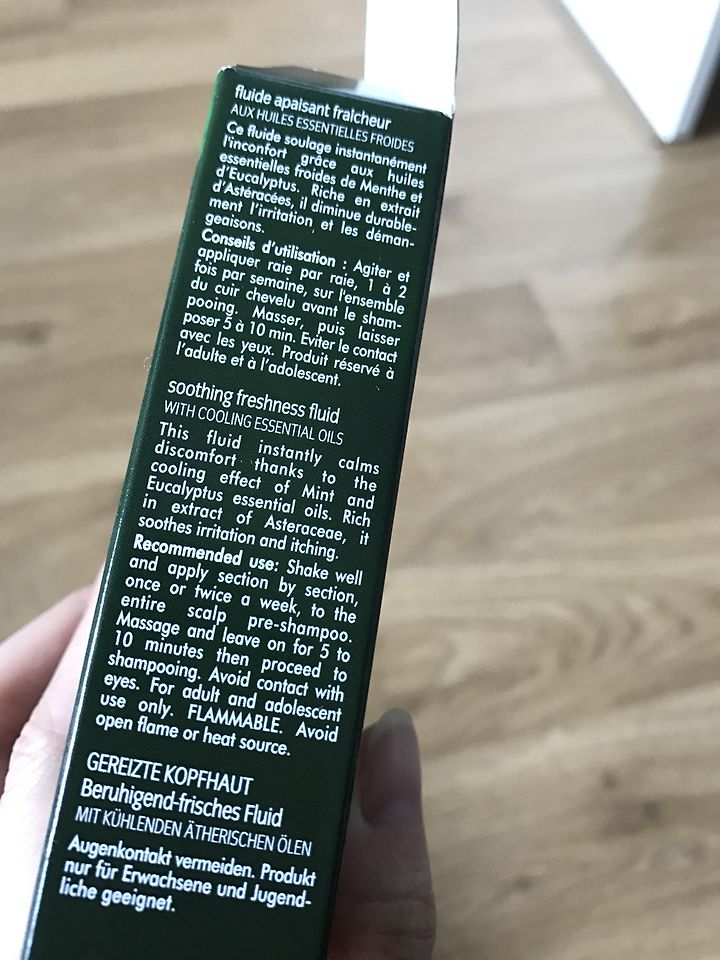 fluide apaisant fraîcheur
AUX HUILES ESSENTIELLES FROIDES
Ce fluide soulage instantanément
l'inconfort grâce aux huiles
essentielles froides de Menthe et
d'Eucalyptus. Riche en extrait
d'Astéracées, il diminue durable-
ment l'irritation et les déman-
geaisons.
Conseils d'utilisation : Agiter et
appliquer raie par raie, 1 à 2
fois par semaine, sur l'ensemble
du cuir chevelu avant le sham-
pooing. Masser, puis laisser
poser 5 à 10 min. Eviter le contact
avec les yeux. Produit réservé à
l'adulte et à l'adolescent.
soothing freshness fluid
WITH COOLING ESSENTIAL OILS
This fluid instantly calms
discomfort thanks to the
cooling effect of Mint and
Eucalyptus essential oils. Rich
in extract of Asteraceae, it
soothes irritation and itching.
Recommended use: Shake well
and apply section by section,
once or twice a week, to the
entire scalp pre-shampoo.
Massage and leave on for 5 to
10 minutes then proceed to
shampooing. Avoid contact with
eyes. For adult and adolescent
use only. FLAMMABLE. Avoid
open flame or heat source.
GEREIZTE KOPFHAUT
Beruhigend-frisches Fluid
MIT KÜHLENDEN ÄTHERISCHEN ÖLEN
Augenkontakt vermeiden. Produkt
nur für Erwachsene und Jugend-
liche geeignet.